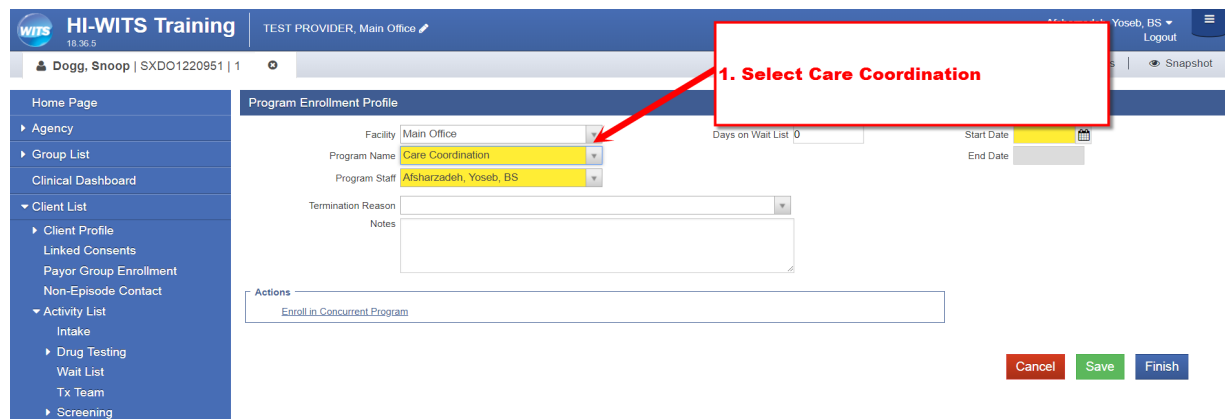 WITS HI-WITS Training
18.36.5
TEST PROVIDER, Main Office
Yoseb, BS
Logout
Dogg, Snoop | SXDO1220951 | 1
Snapshot
1. Select Care Coordination
Home Page
Agency
Group List
Clinical Dashboard
Client List
Client Profile
Linked Consents
Payor Group Enrollment
Non-Episode Contact
Activity List
Intake
Drug Testing
Wait List
Tx Team
Screening
Program Enrollment Profile
Facility Main Office
Days on Wait List 0
Start Date
Program Name Care Coordination
End Date
Program Staff Afsharzadeh, Yoseb, BS
Termination Reason
Notes
Actions
Enroll in Concurrent Program
Cancel Save Finish